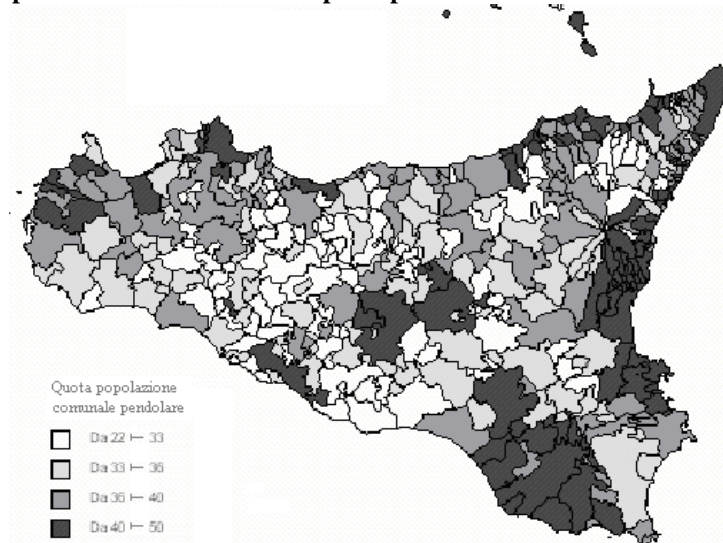 Quota popolazione
comunale pendolare
Da 22 ⊢ 33
Da 33 ⊢ 36
Da 36 ⊢ 40
Da 40 ⊢ 50